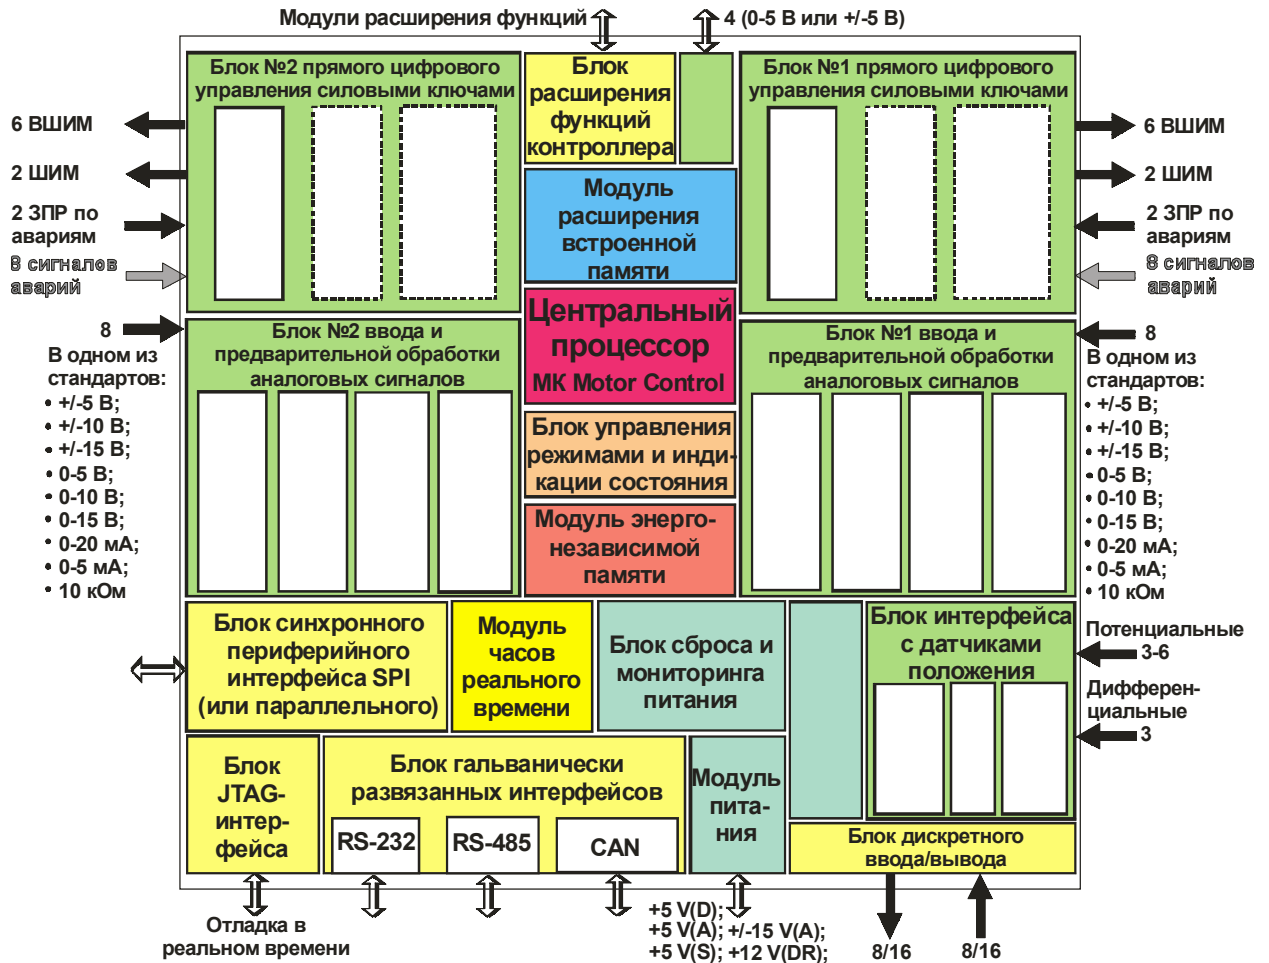 Модули расширения функций
4 (0-5 В или +/-5 В)
Блок №2 прямого цифрового
управления силовыми ключами
Блок
расширения
функций
контроллера
Блок №1 прямого цифрового
управления силовыми ключами
6 ВШИМ
2 ШИМ
2 ЗПР по
авариям
8 сигналов
аварий
6 ВШИМ
2 ШИМ
2 ЗПР по
авариям
8 сигналов
аварий
Модуль
расширения
встроенной
памяти
Центральный
процессор
МК Motor Control
Блок управления
режимами и инди-
кации состояния
Модуль энерго-
независимой
памяти
8
В одном из
стандартов:
• +/-5 В;
• +/-10 В;
• +/-15 В;
• 0-5 В;
• 0-10 В;
• 0-15 В;
• 0-20 мА;
• 0-5 мА;
• 10 кОм
Блок №2 ввода и
предварительной обработки
аналоговых сигналов
Блок №1 ввода и
предварительной обработки
аналоговых сигналов
8
В одном из
стандартов:
• +/-5 В;
• +/-10 В;
• +/-15 В;
• 0-5 В;
• 0-10 В;
• 0-15 В;
• 0-20 мА;
• 0-5 мА;
• 10 кОм
Блок синхронного
периферийного
интерфейса SPI
(или параллельного)
Модуль
часов
реального
времени
Блок сброса и
мониторинга
питания
Блок интерфейса
с датчиками
положения
Потенциальные
3-6
Дифферен-
циальные
3
Блок
JTAG-
интер-
фейса
Блок гальванически
развязанных интерфейсов
RS-232
RS-485
CAN
Модуль
пита-
ния
Блок дискретного
ввода/вывода
Отладка в
реальном времени
+5 V(D);
+5 V(A); +/-15 V(A);
+5 V(S); +12 V(DR);
8/16
8/16